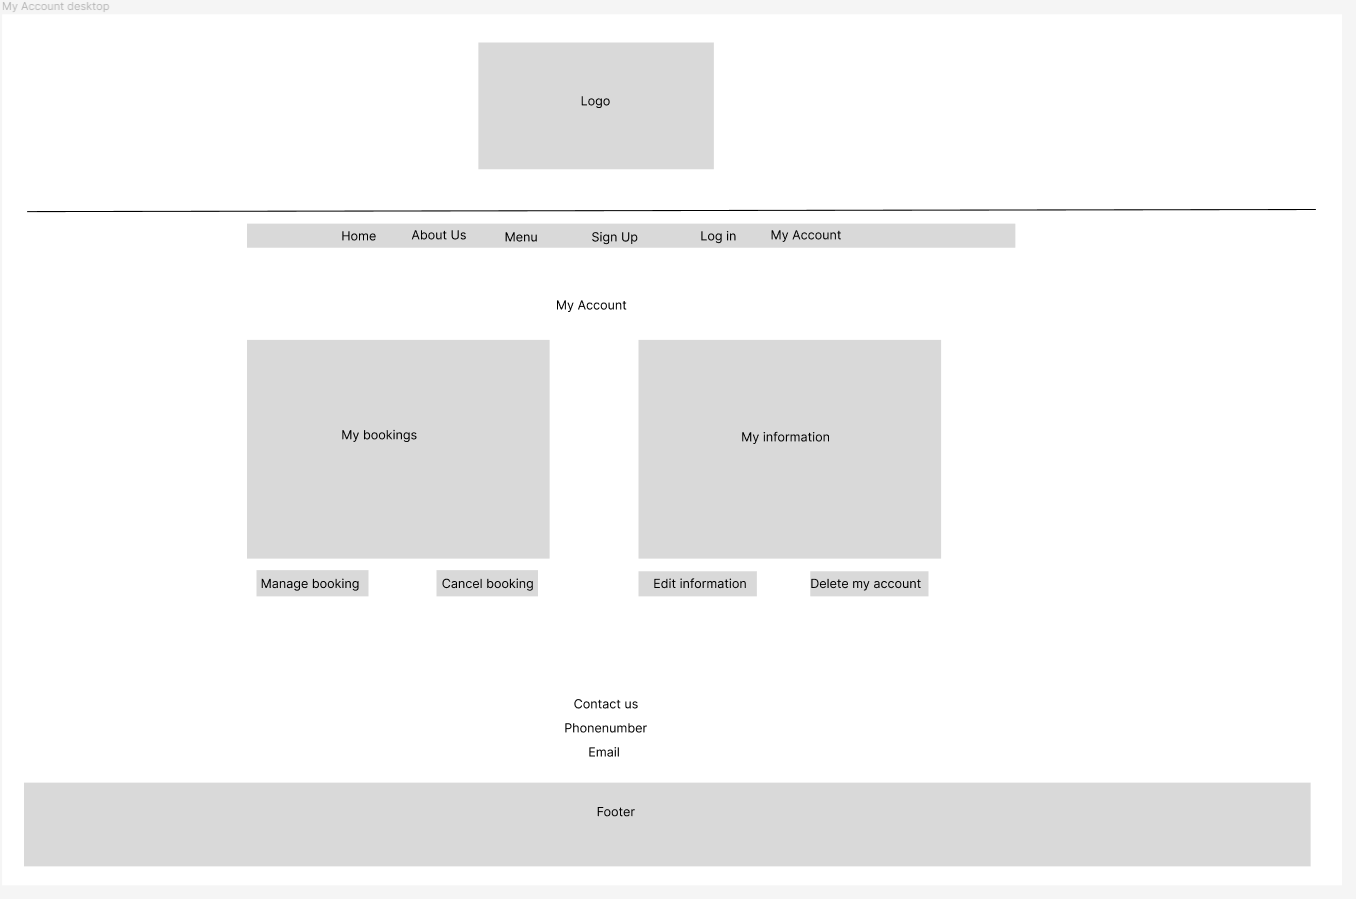 My Account desktop
Logo
Home About Us Menu Sign Up Log in My Account
My Account
My bookings My information
Manage booking Cancel booking Edit information Delete my account
Contact us
Phonenumber
Email
Footer